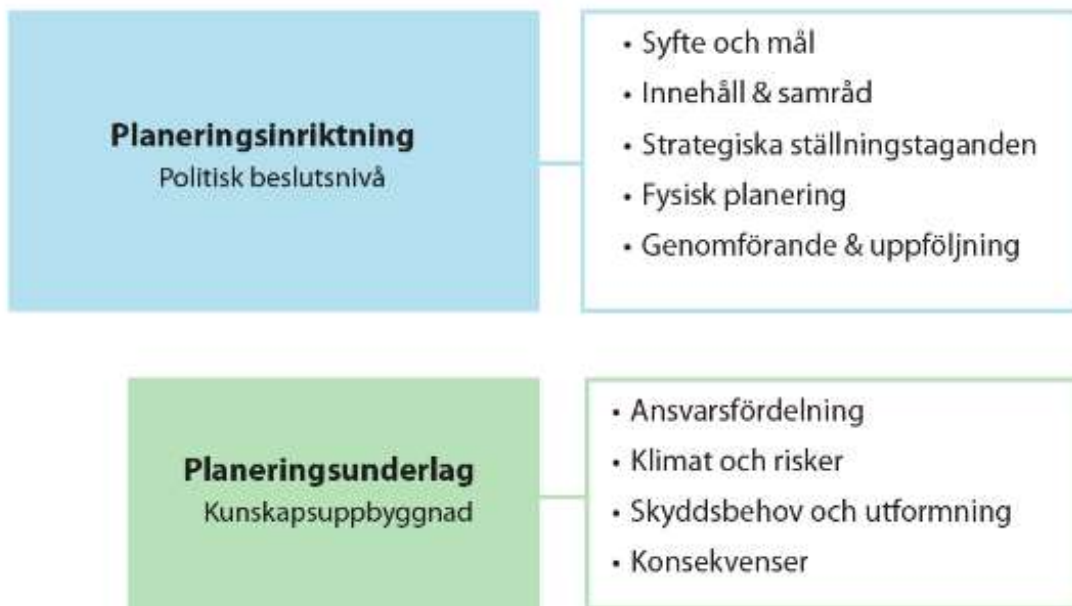 Planeringsinriktning
Politisk beslutsnivå
• Syfte och mål
• Innehåll & samråd
• Strategiska ställningstaganden
• Fysisk planering
• Genomförande & uppföljning
Planeringsunderlag
Kunskapsuppbyggnad
• Ansvarsfördelning
• Klimat och risker
• Skyddsbehov och utformning
• Konsekvenser